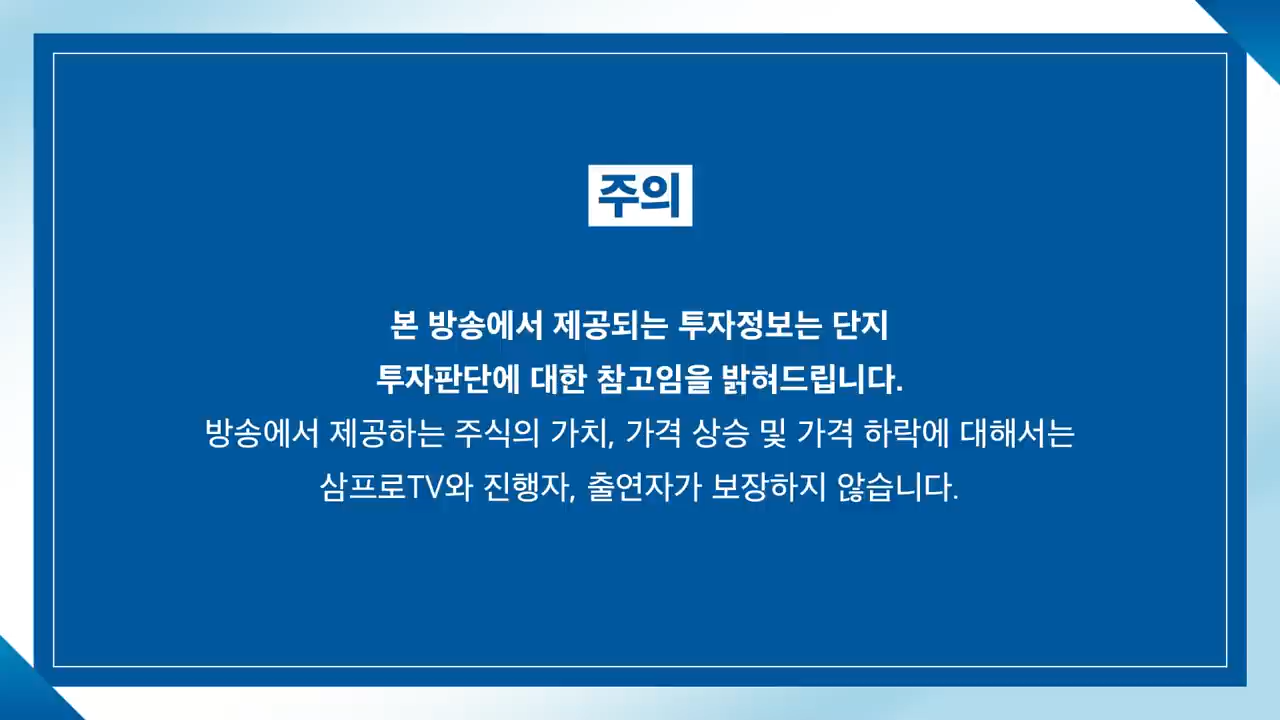 주의
본 방송에서 제공되는 투자정보는 단지
투자판단에 대한 참고임을 밝혀드립니다.
방송에서 제공하는 주식의 가치, 가격 상승 및 가격 하락에 대해서는
삼프로TV와 진행자, 출연자가 보장하지 않습니다.